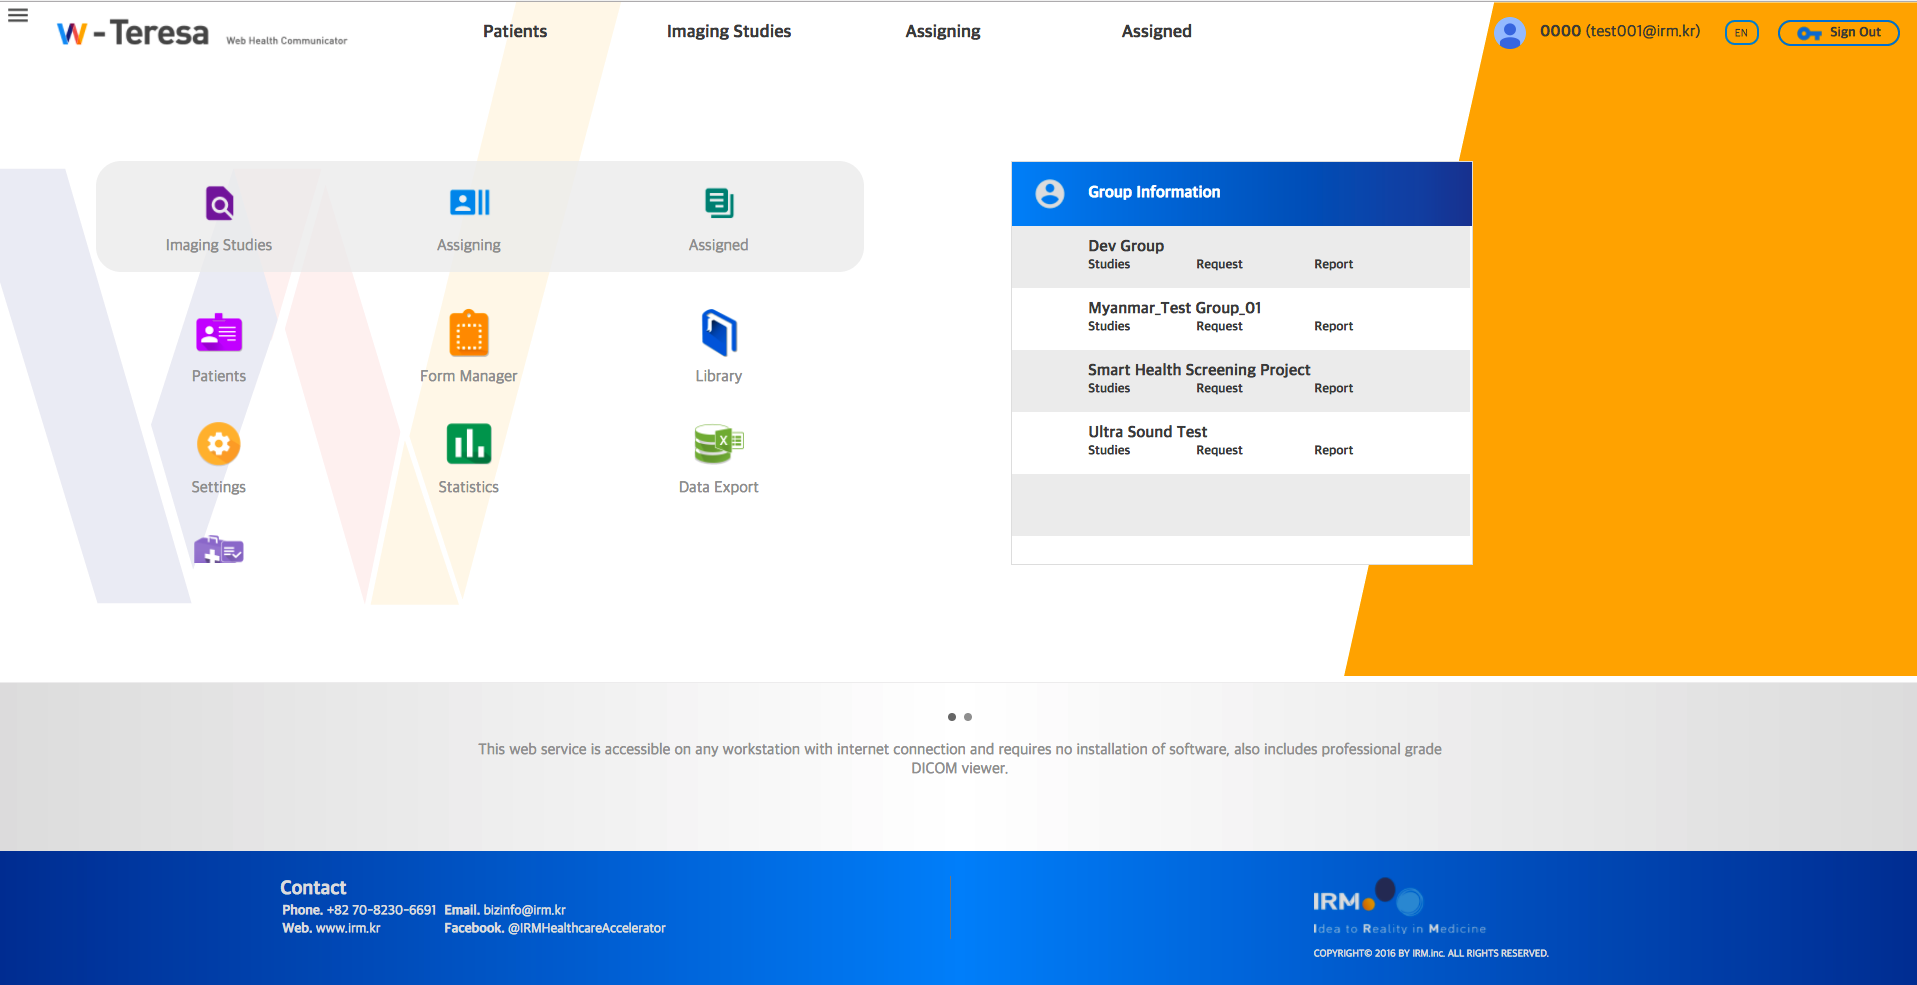 W-Teresa Web Health Communicator
Patients Imaging Studies Assigning Assigned
0000 (test001@irm.kr) EN Sign Out
Imaging Studies Assigning Assigned
Patients Form Manager Library
Settings Statistics Data Export
X
Group Information
Dev Group
Studies Request Report
Myanmar_Test Group_01
Studies Request Report
Smart Health Screening Project
Studies Request Report
Ultra Sound Test
Studies Request Report
This web service is accessible on any workstation with internet connection and requires no installation of software, also includes professional grade
DICOM viewer.
Contact
Phone. +82 70-8230-6691 Email. bizinfo@irm.kr
Web. www.irm.kr Facebook. @IRMHealthcareAccelerator
IRM
Idea to Reality in Medicine
COPYRIGHT© 2016 BY IRM.inc. ALL RIGHTS RESERVED.